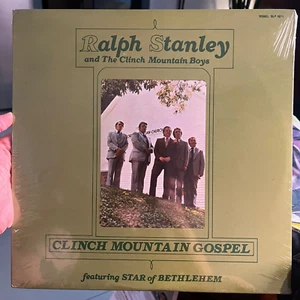 Ralph Stanley
and The Clinch Mountain Boys
CLINCH MOUNTAIN GOSPEL
featuring STAR of BETHLEHEM